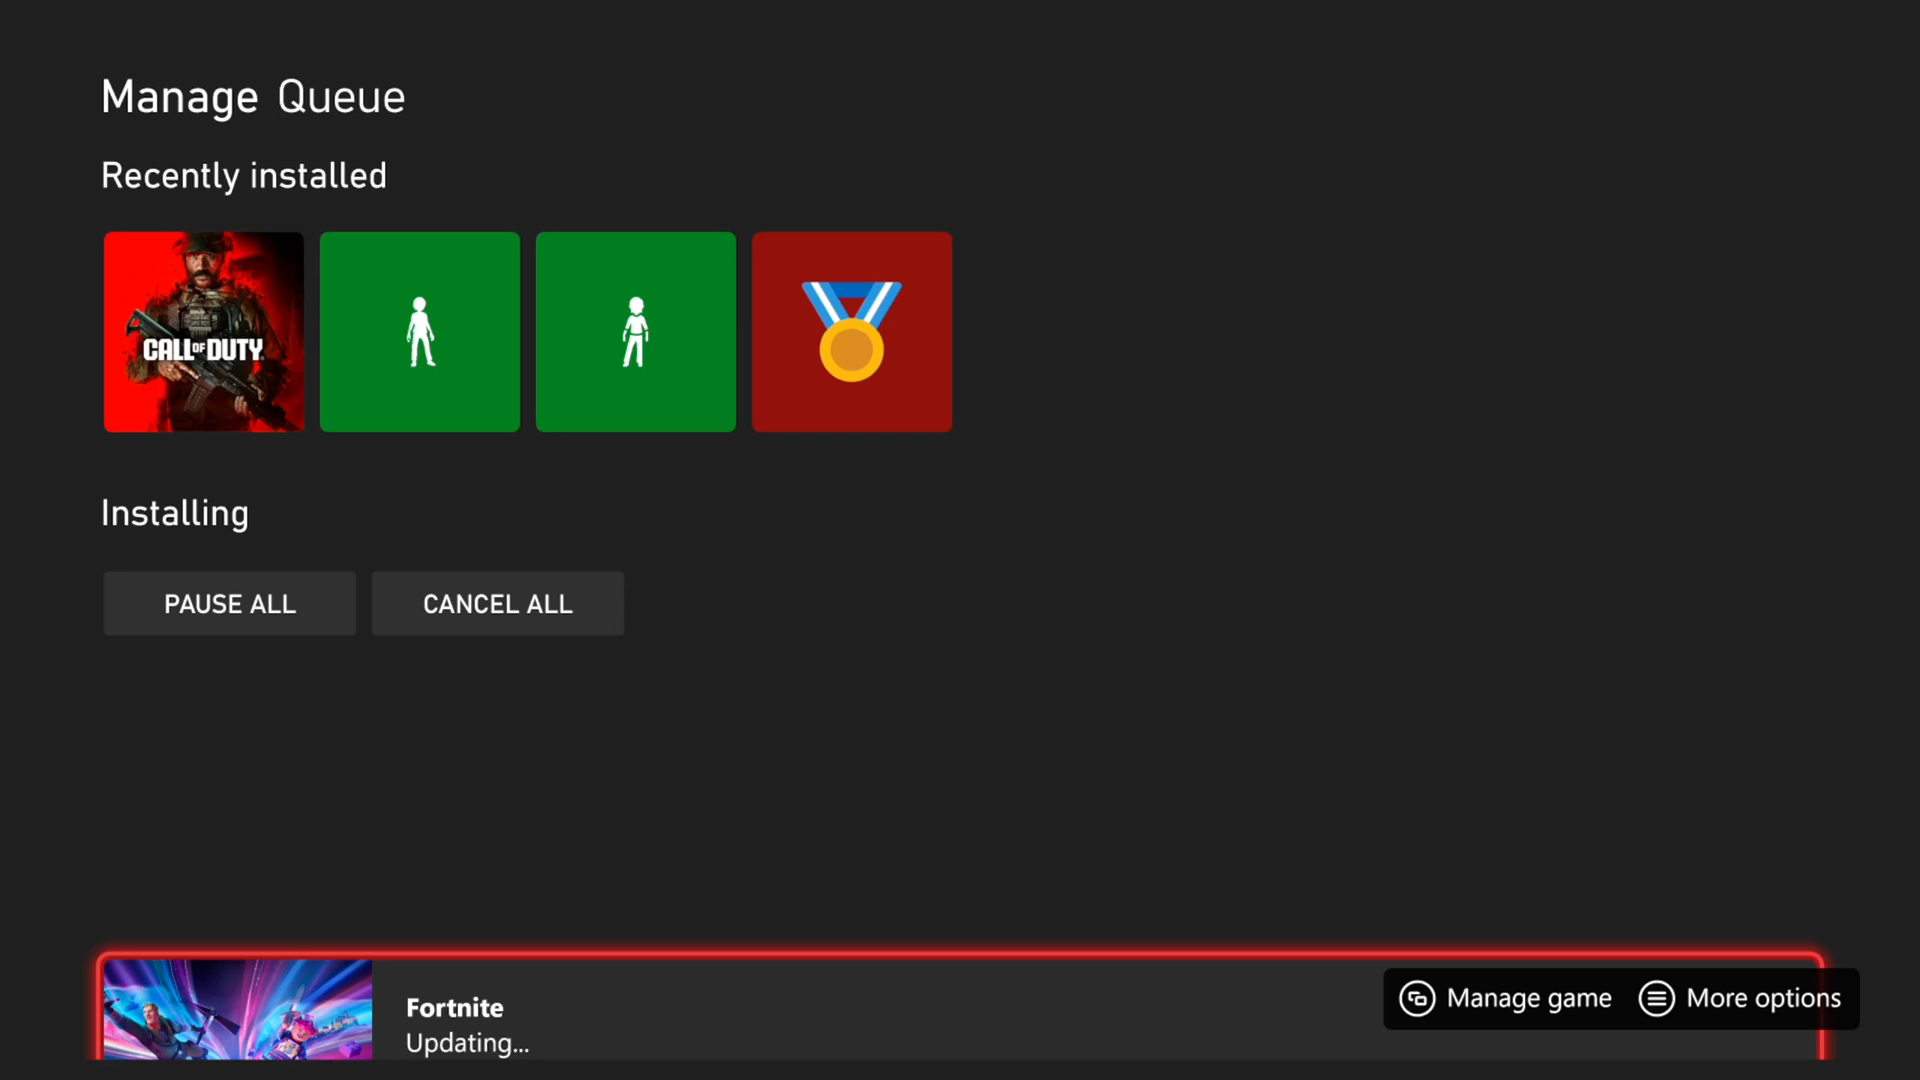 Manage Queue
Recently installed
CALL OF DUTY
Installing
PAUSE ALL
CANCEL ALL
Fortnite
Updating...
Manage game
More options